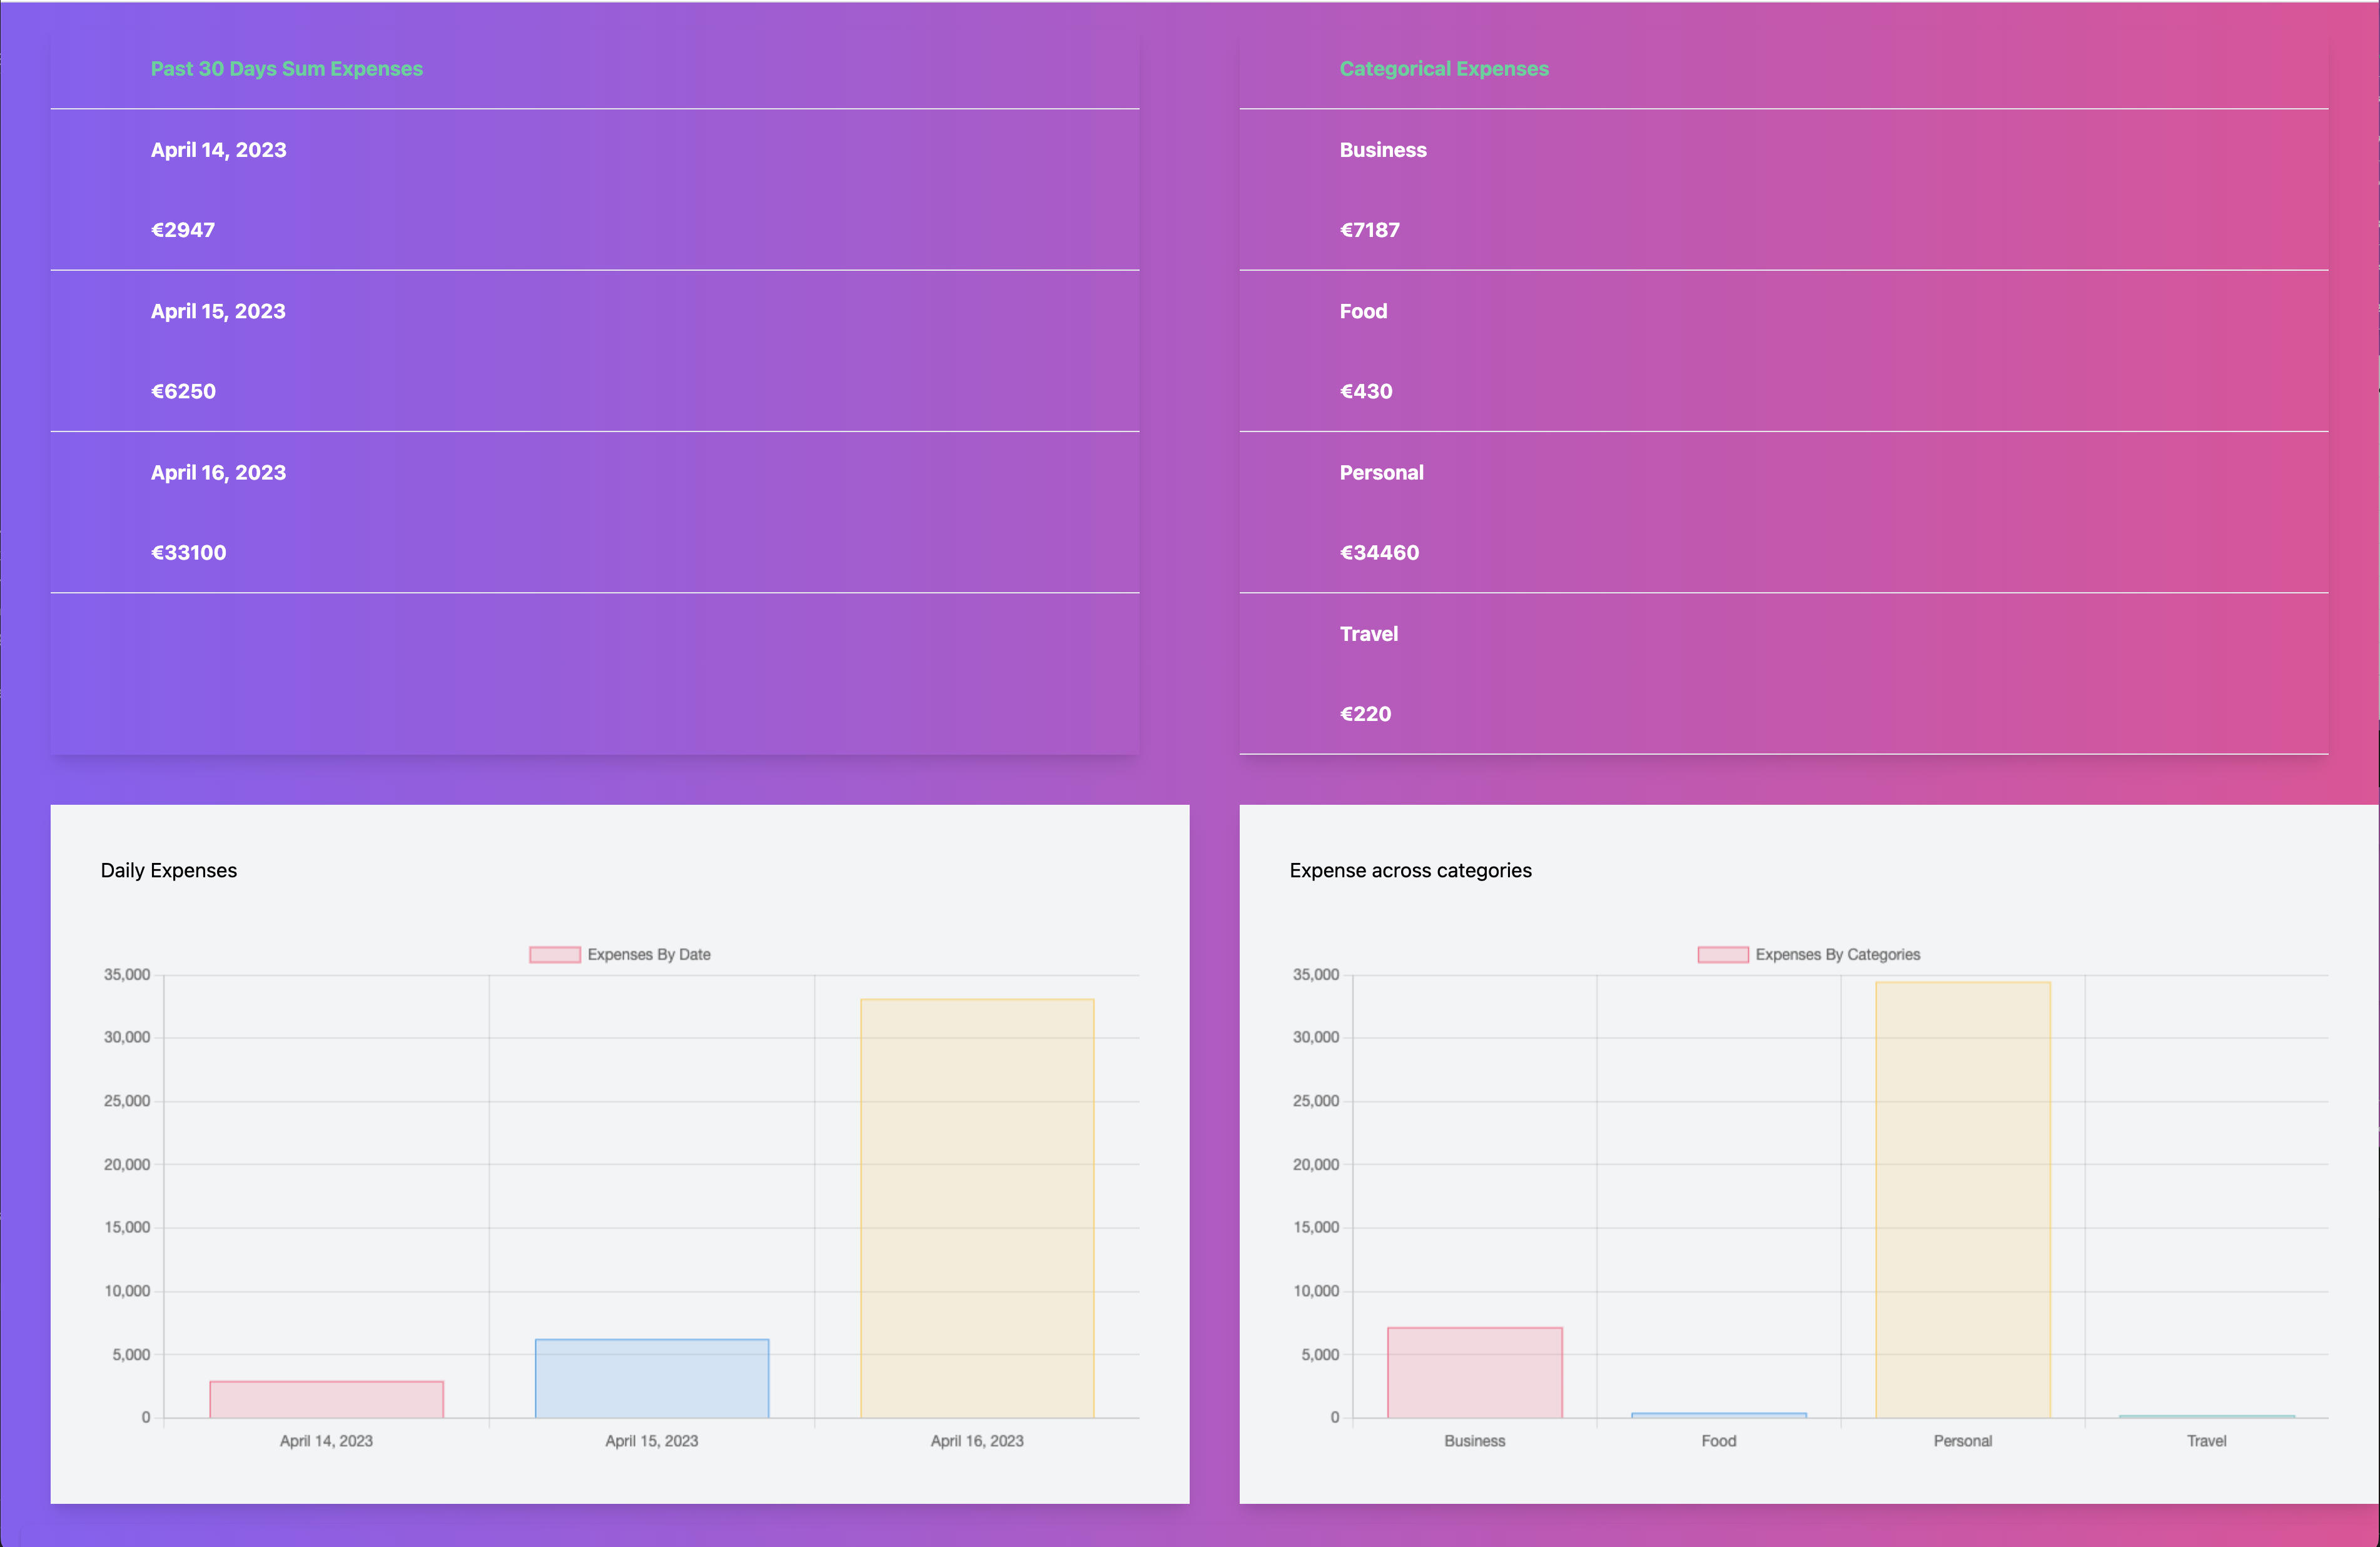 Past 30 Days Sum Expenses
April 14, 2023
€2947
April 15, 2023
€6250
April 16, 2023
€33100
Categorical Expenses
Business
€7187
Food
€430
Personal
€34460
Travel
€220
Daily Expenses
Expenses By Date
35,000
30,000
25,000
20,000
15,000
10,000
5,000
0
April 14, 2023
April 15, 2023
April 16, 2023
Expense across categories
Expenses By Categories
35,000
30,000
25,000
20,000
15,000
10,000
5,000
0
Business
Food
Personal
Travel